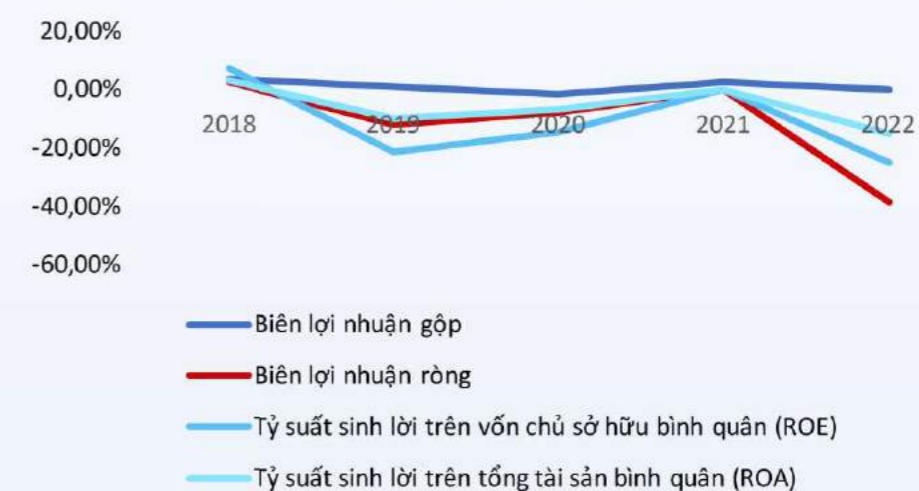 20,00%
0,00%
2018 2019 2020 2021 2022
-20,00%
-40,00%
-60,00%
Biên lợi nhuận gộp
Biên lợi nhuận ròng
Tỷ suất sinh lời trên vốn chủ sở hữu bình quân (ROE)
Tỷ suất sinh lời trên tổng tài sản bình quân (ROA)